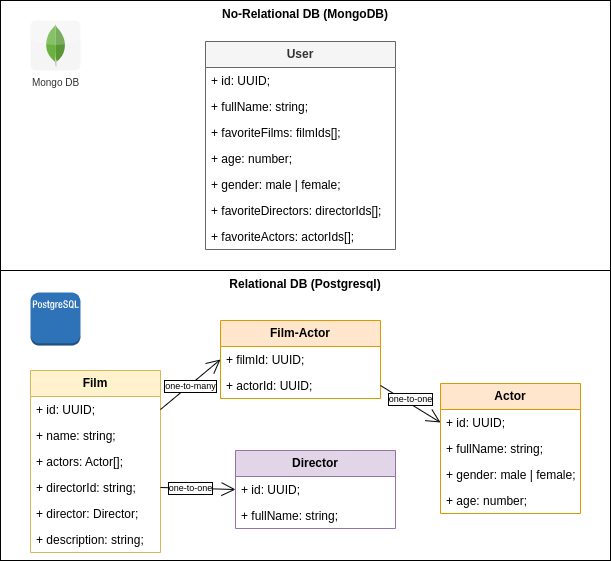 No-Relational DB (MongoDB)
Mongo DB
User
+ id: UUID;
+ fullName: string;
+ favoriteFilms: filmIds[];
+ age: number;
+ gender: male | female;
+ favoriteDirectors: directorIds[];
+ favoriteActors: actorIds[];
Relational DB (Postgresql)
PostgreSQL
Film-Actor
+ filmId: UUID;
+ actorId: UUID;
Film
+ id: UUID;
+ name: string;
+ actors: Actor[];
+ directorId: string;
+ director: Director;
+ description: string;
one-to-many
one-to-one
Actor
+ id: UUID;
+ fullName: string;
+ gender: male | female;
+ age: number;
one-to-one
Director
+ id: UUID;
+ fullName: string;